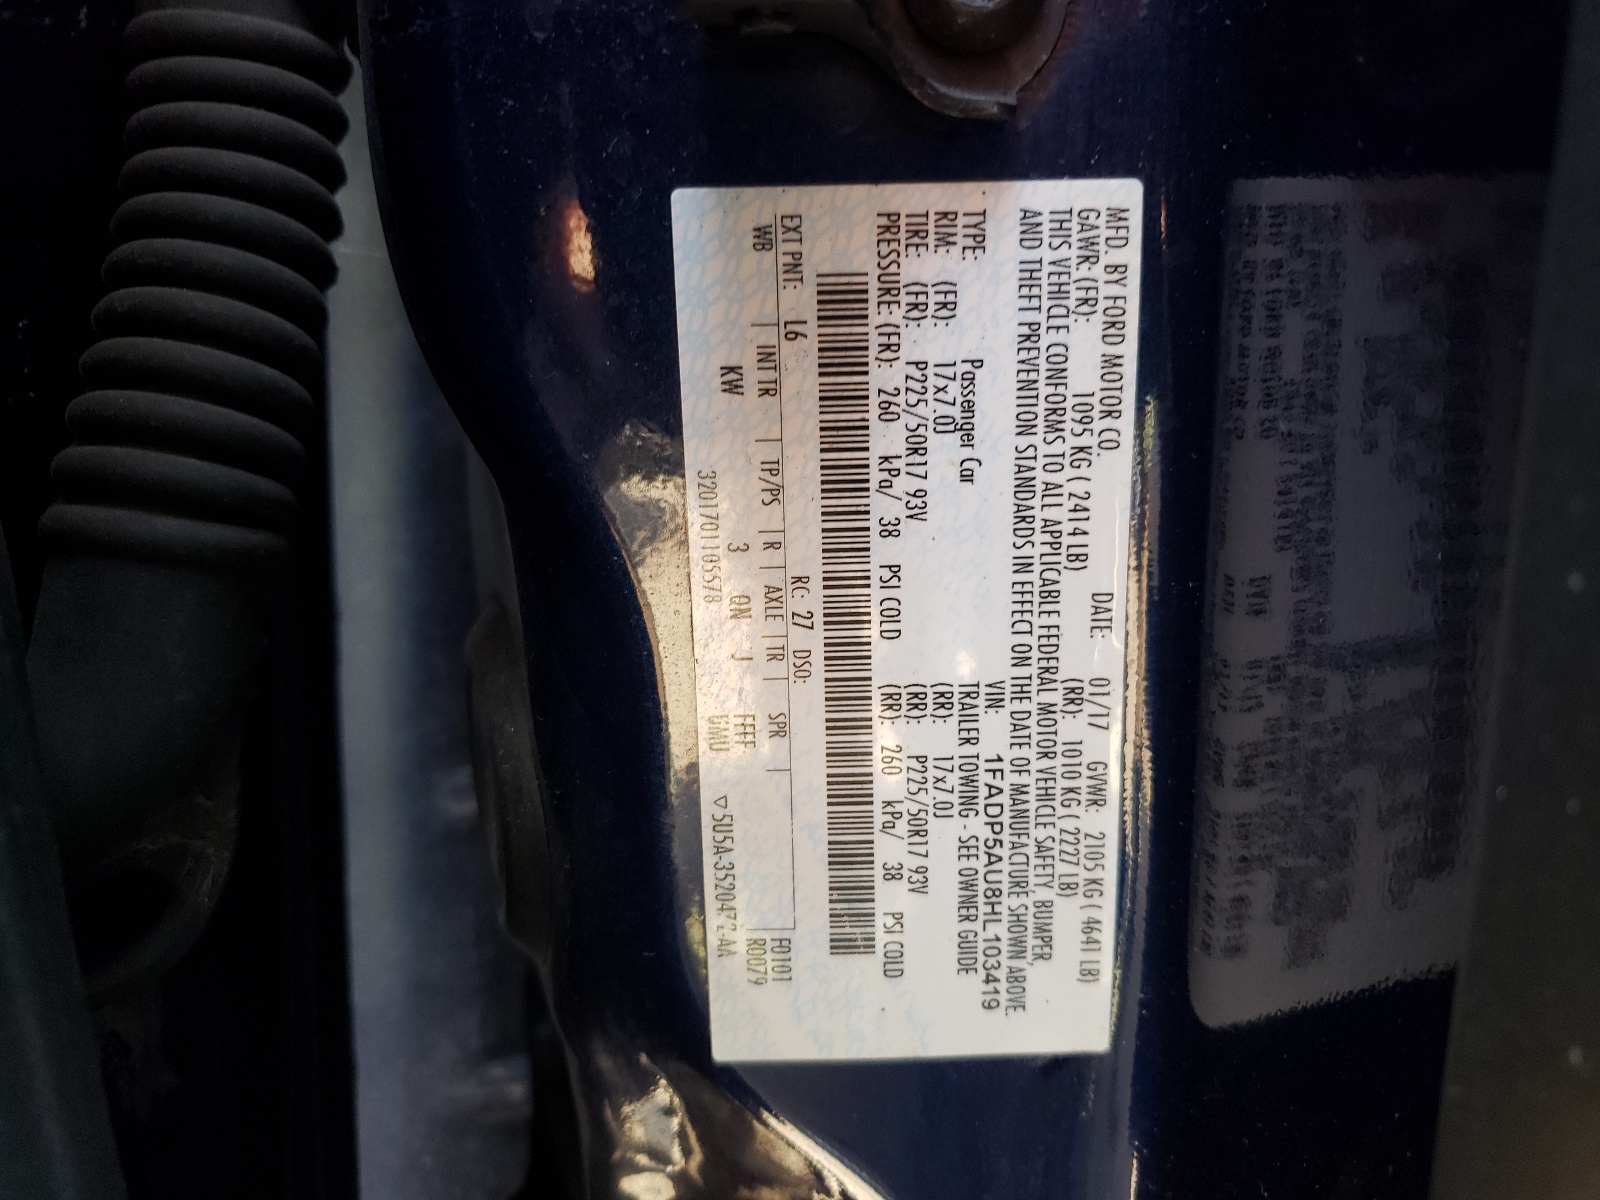 MFD. BY FORD MOTOR CO.
DATE: 01/17 GVWR: 2105 KG ( 4641 LB)
GAWR: (FR): 1095 KG ( 2414 LB) (RR): 1010 KG ( 2227 LB)
THIS VEHICLE CONFORMS TO ALL APPLICABLE FEDERAL MOTOR VEHICLE SAFETY, BUMPER,
AND THEFT PREVENTION STANDARDS IN EFFECT ON THE DATE OF MANUFACTURE SHOWN ABOVE.
VIN: 1FADP5AU8HL103419
TYPE: Passenger Car TRAILER TOWING - SEE OWNER GUIDE
RIM: (FR): 17x7.0J (RR): 17x7.0J
TIRE: (FR): P225/50R17 93V (RR): P225/50R17 93V
PRESSURE: (FR): 260 kPa/ 38 PSI COLD (RR): 260 kPa/ 38 PSI COLD
EXT PNT: L6 RC: 27 DSO: F0101
WB | INT TR | TP/PS | R | AXLE | TR | SPR | R0079
KW 3 QN J FFFF
3201701105578 UMU ▽5U5A-3520472-AA